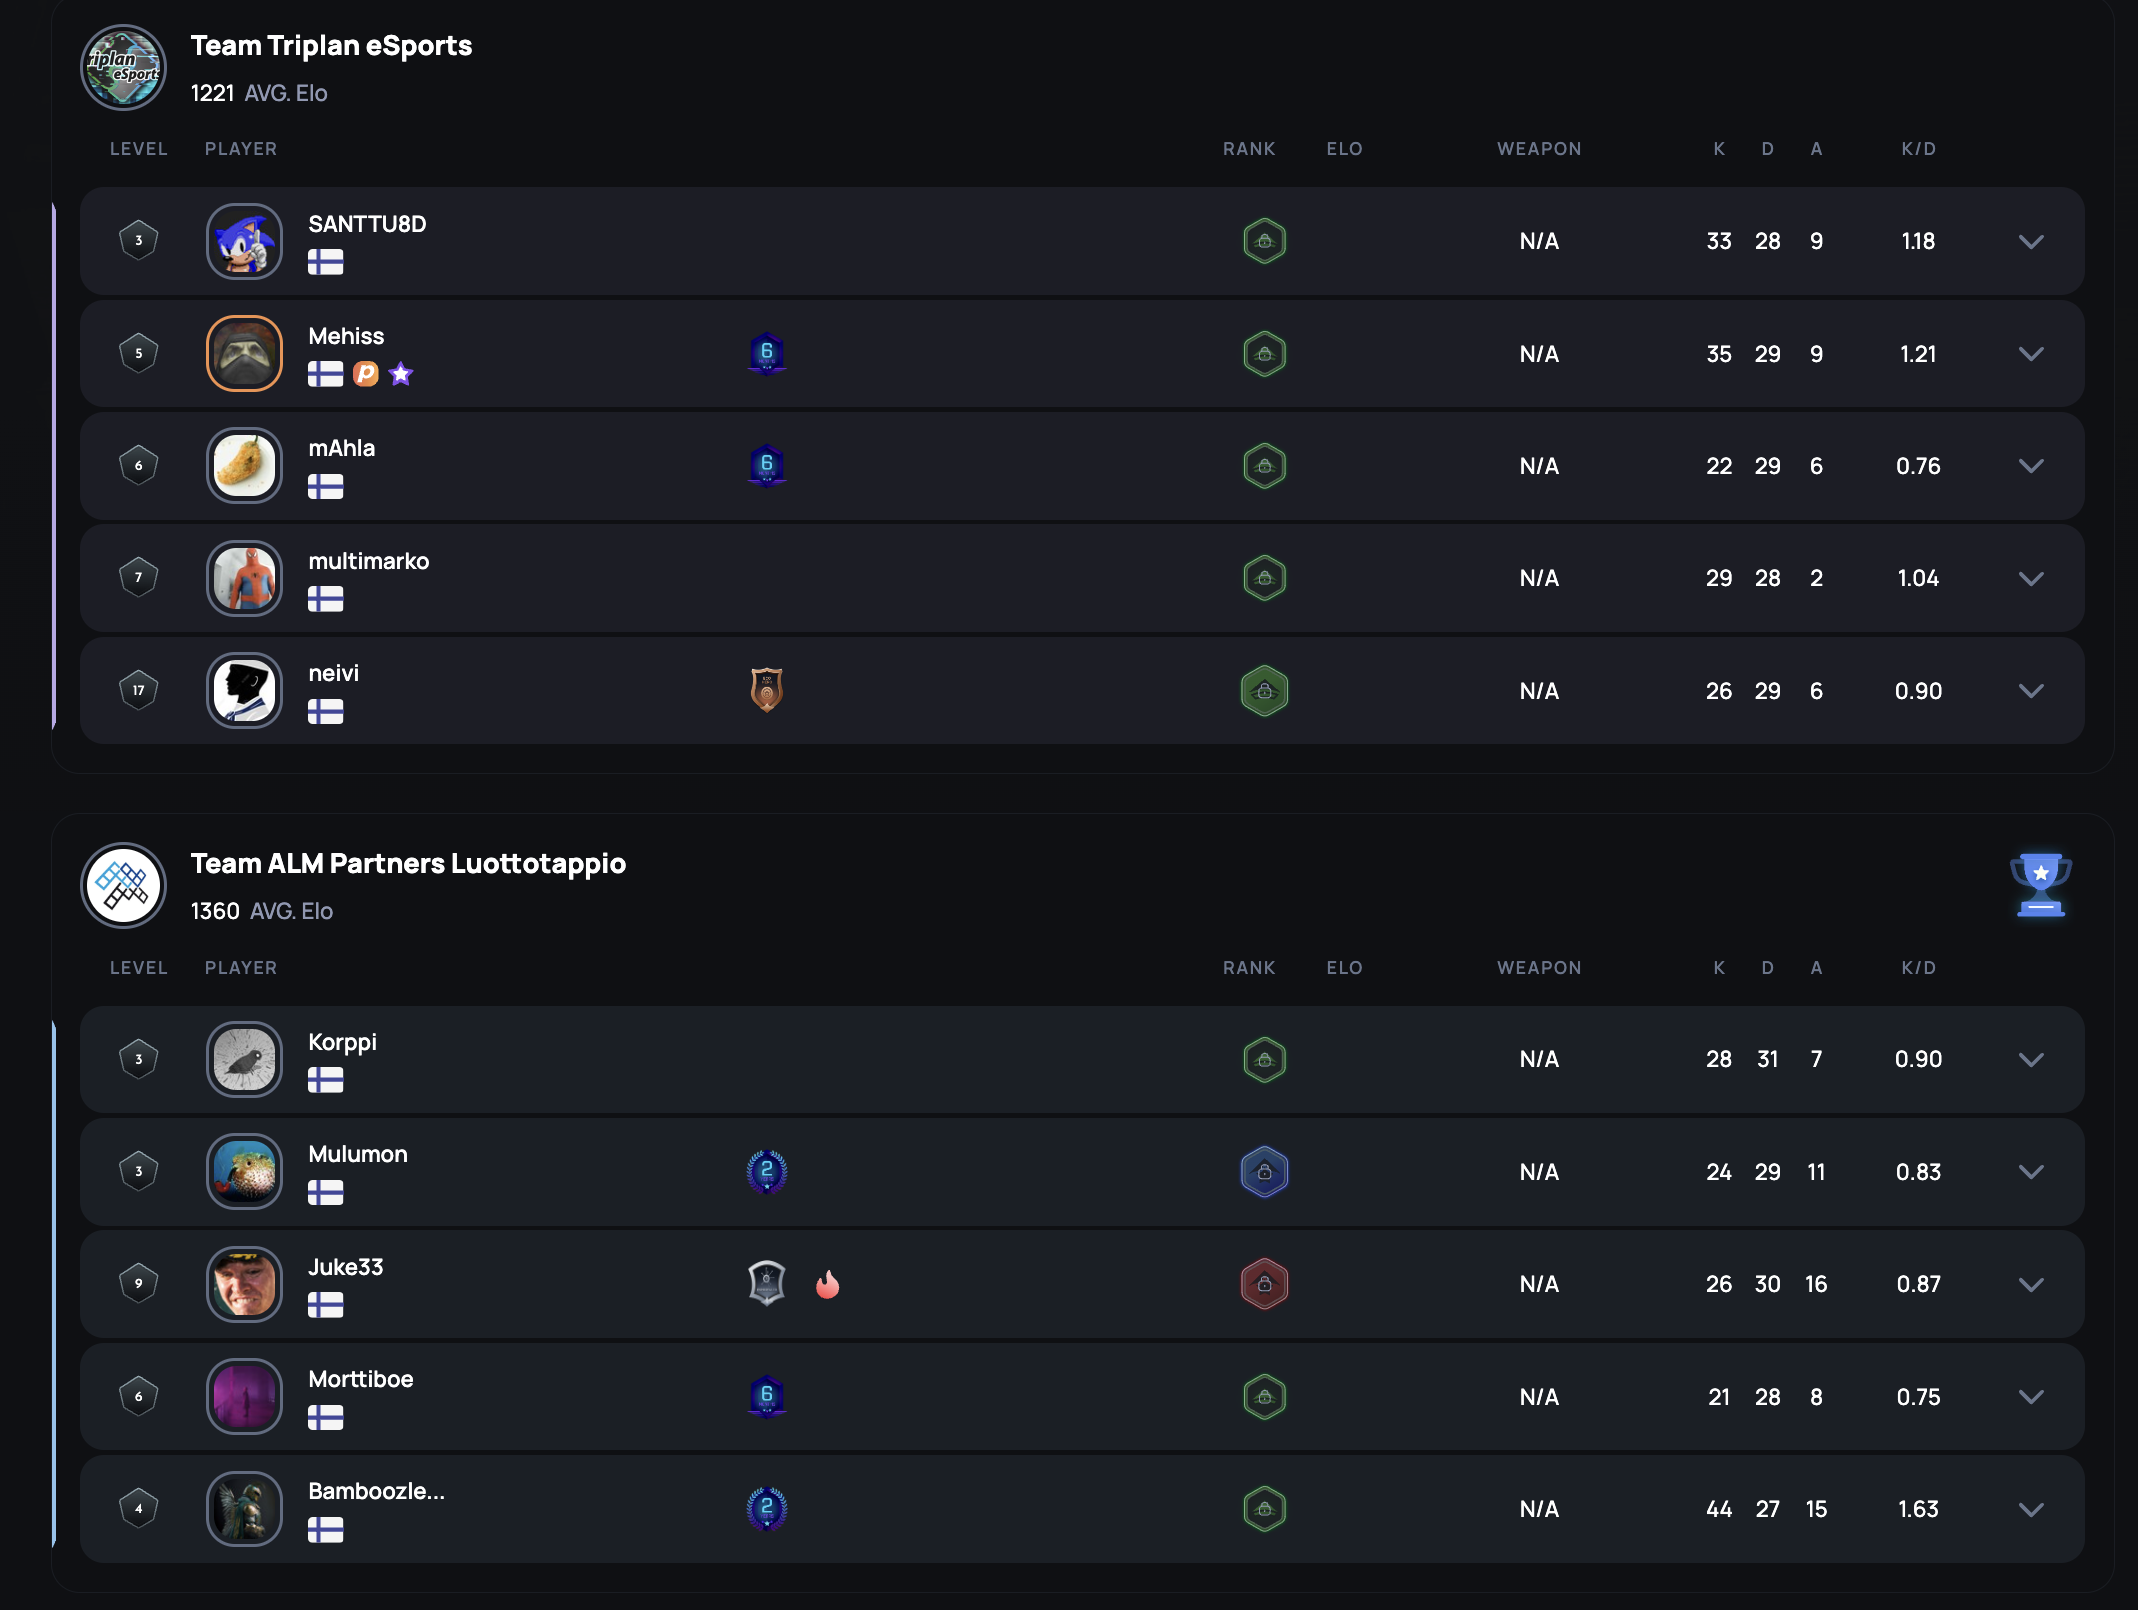 riplan
eSport
Team Triplan eSports
1221 AVG. Elo
LEVEL PLAYER RANK ELO WEAPON K D A K/D
3 SANTTU8D N/A 33 28 9 1.18
5 Mehiss 6 N/A 35 29 9 1.21
6 mAhla 6 N/A 22 29 6 0.76
7 multimarko N/A 29 28 2 1.04
17 neivi N/A 26 29 6 0.90
Team ALM Partners Luottotappio
1360 AVG. Elo
LEVEL PLAYER RANK ELO WEAPON K D A K/D
3 Korppi N/A 28 31 7 0.90
3 Mulumon 2 N/A 24 29 11 0.83
9 Juke33 N/A 26 30 16 0.87
6 Morttiboe 6 N/A 21 28 8 0.75
4 Bamboozle... 2 N/A 44 27 15 1.63